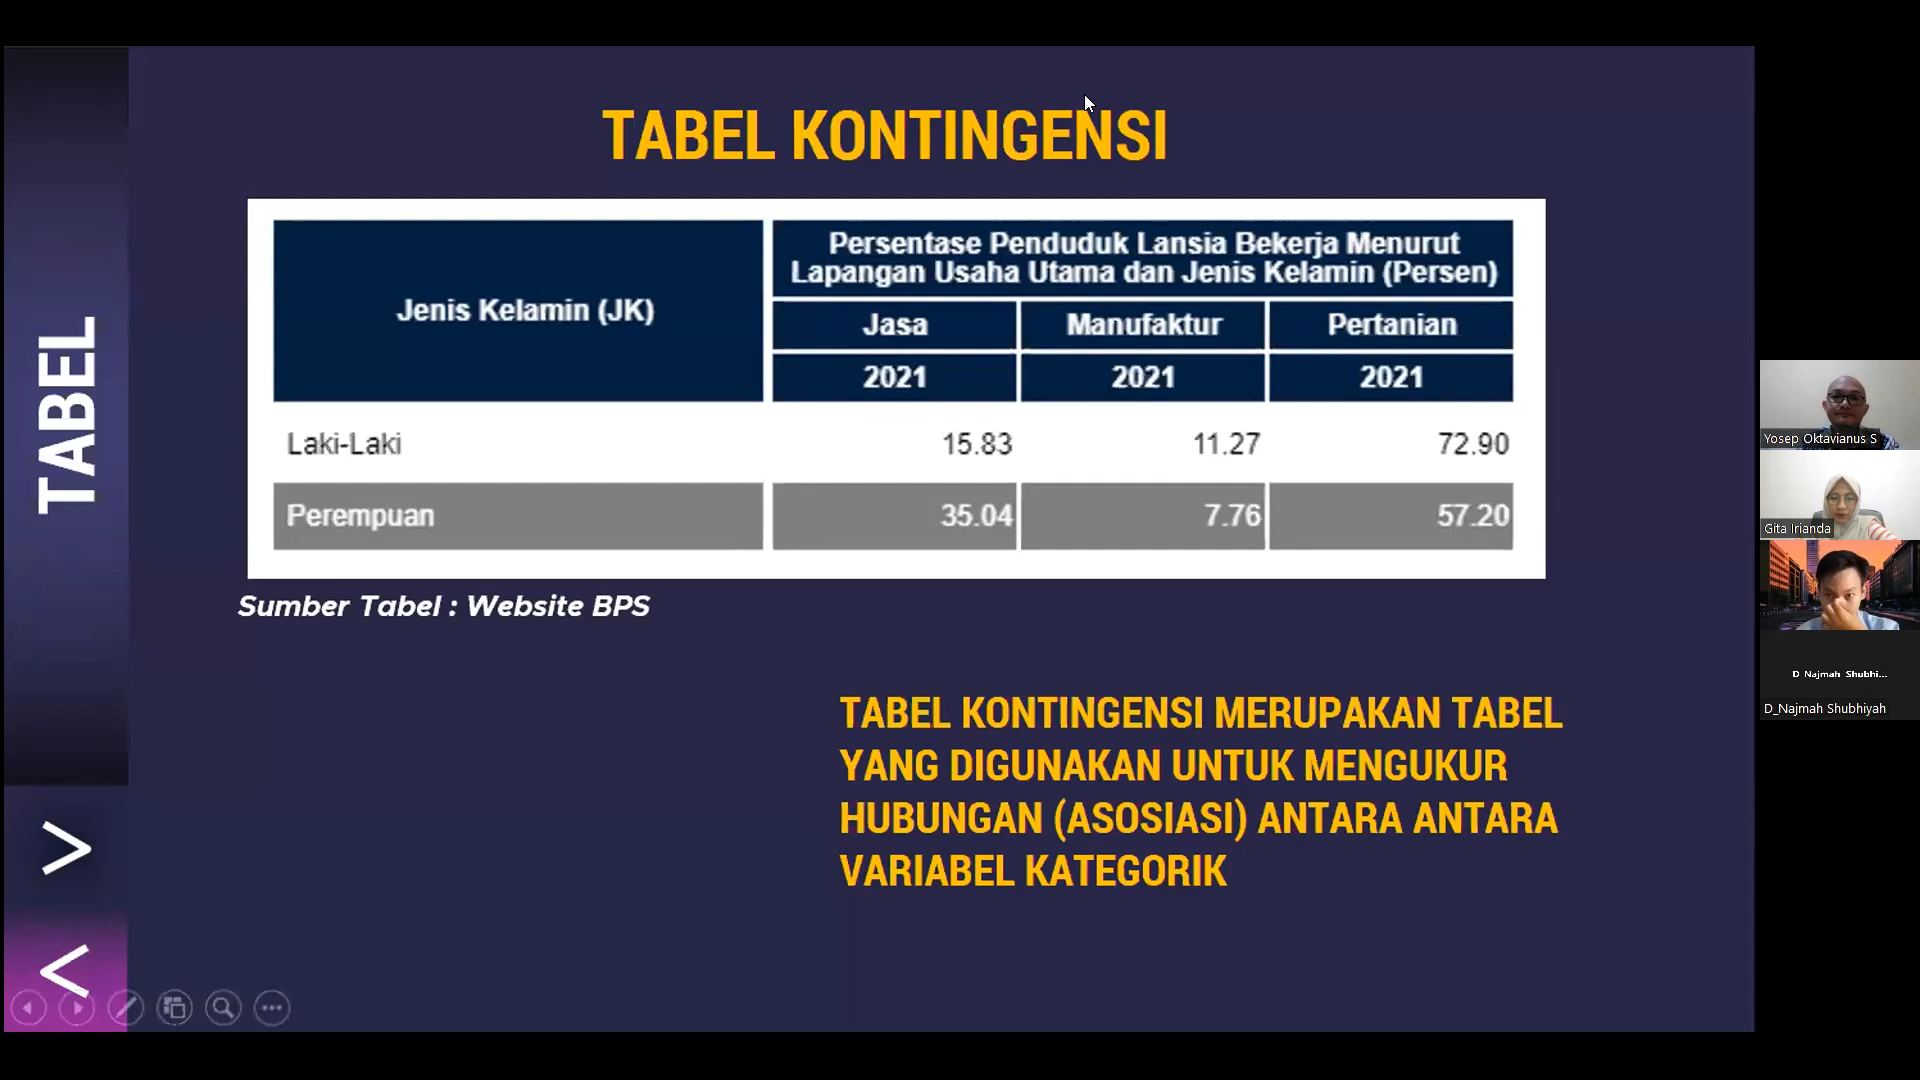 TABEL
TABEL KONTINGENSI
Jenis Kelamin (JK)
Persentase Penduduk Lansia Bekerja Menurut
Lapangan Usaha Utama dan Jenis Kelamin (Persen)
Jasa Manufaktur Pertanian
2021 2021 2021
Laki-Laki 15.83 11.27 72.90
Perempuan 35.04 7.76 57.20
Sumber Tabel : Website BPS
TABEL KONTINGENSI MERUPAKAN TABEL
YANG DIGUNAKAN UNTUK MENGUKUR
HUBUNGAN (ASOSIASI) ANTARA ANTARA
VARIABEL KATEGORIK
Yosep Oktavianus S
Gita Irianda
D_Najmah Shubhi...
D_Najmah Shubhiyah